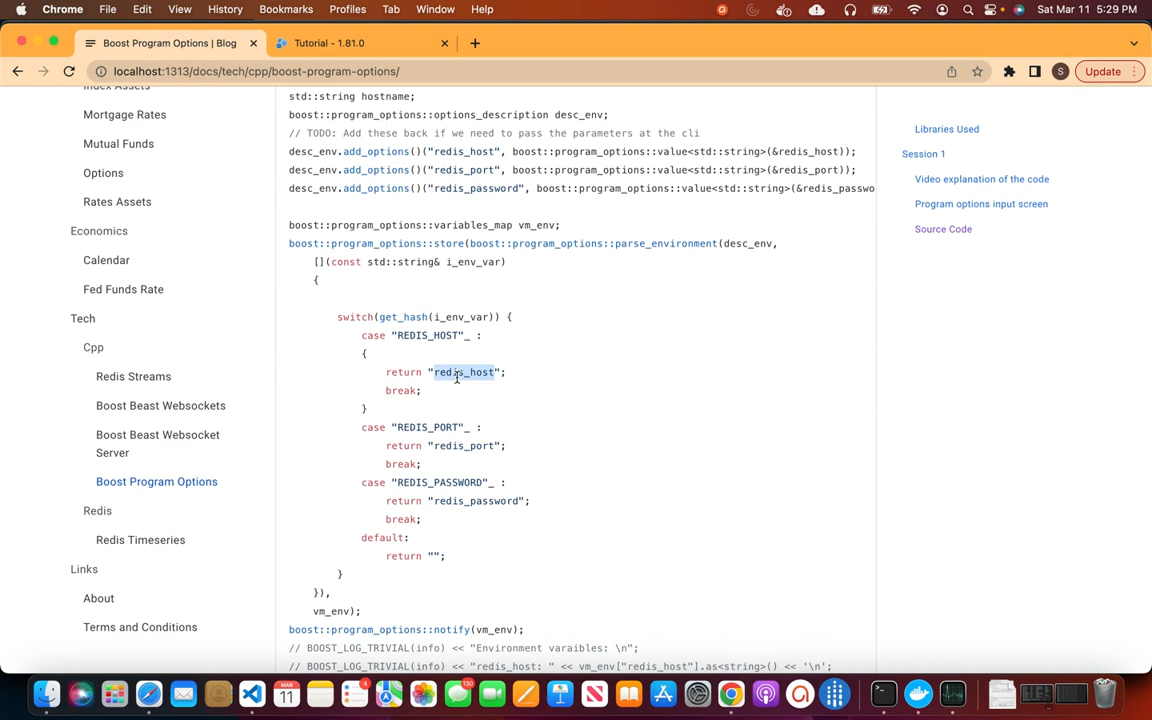 Chrome File Edit View History Bookmarks Profiles Tab Window Help
Sat Mar 11 5:29 PM
Boost Program Options | Blog
Tutorial - 1.81.0
localhost:1313/docs/tech/cpp/boost-program-options/
S
Update
Index Assets
Mortgage Rates
Mutual Funds
Options
Rates Assets
Economics
Calendar
Fed Funds Rate
Tech
Cpp
Redis Streams
Boost Beast Websockets
Boost Beast Websocket
Server
Boost Program Options
Redis
Redis Timeseries
Links
About
Terms and Conditions
std::string hostname;
boost::program_options::options_description desc_env;
// TODO: Add these back if we need to pass the parameters at the cli
desc_env.add_options()("redis_host", boost::program_options::value<std::string>(&redis_host));
desc_env.add_options()("redis_port", boost::program_options::value<std::string>(&redis_port));
desc_env.add_options()("redis_password", boost::program_options::value<std::string>(&redis_passwo
boost::program_options::variables_map vm_env;
boost::program_options::store(boost::program_options::parse_environment(desc_env,
[](const std::string& i_env_var)
{
switch(get_hash(i_env_var)) {
case "REDIS_HOST"_ :
{
return "redis_host";
break;
}
case "REDIS_PORT"_ :
return "redis_port";
break;
case "REDIS_PASSWORD"_ :
return "redis_password";
break;
default:
return "";
}
}),
vm_env);
boost::program_options::notify(vm_env);
// BOOST_LOG_TRIVIAL(info) << "Environment varaibles: \n";
// BOOST_LOG_TRIVIAL(info) << "redis_host: " << vm_env["redis_host"].as<string>() << '\n';
Libraries Used
Session 1
Video explanation of the code
Program options input screen
Source Code
MAR
11
4
130